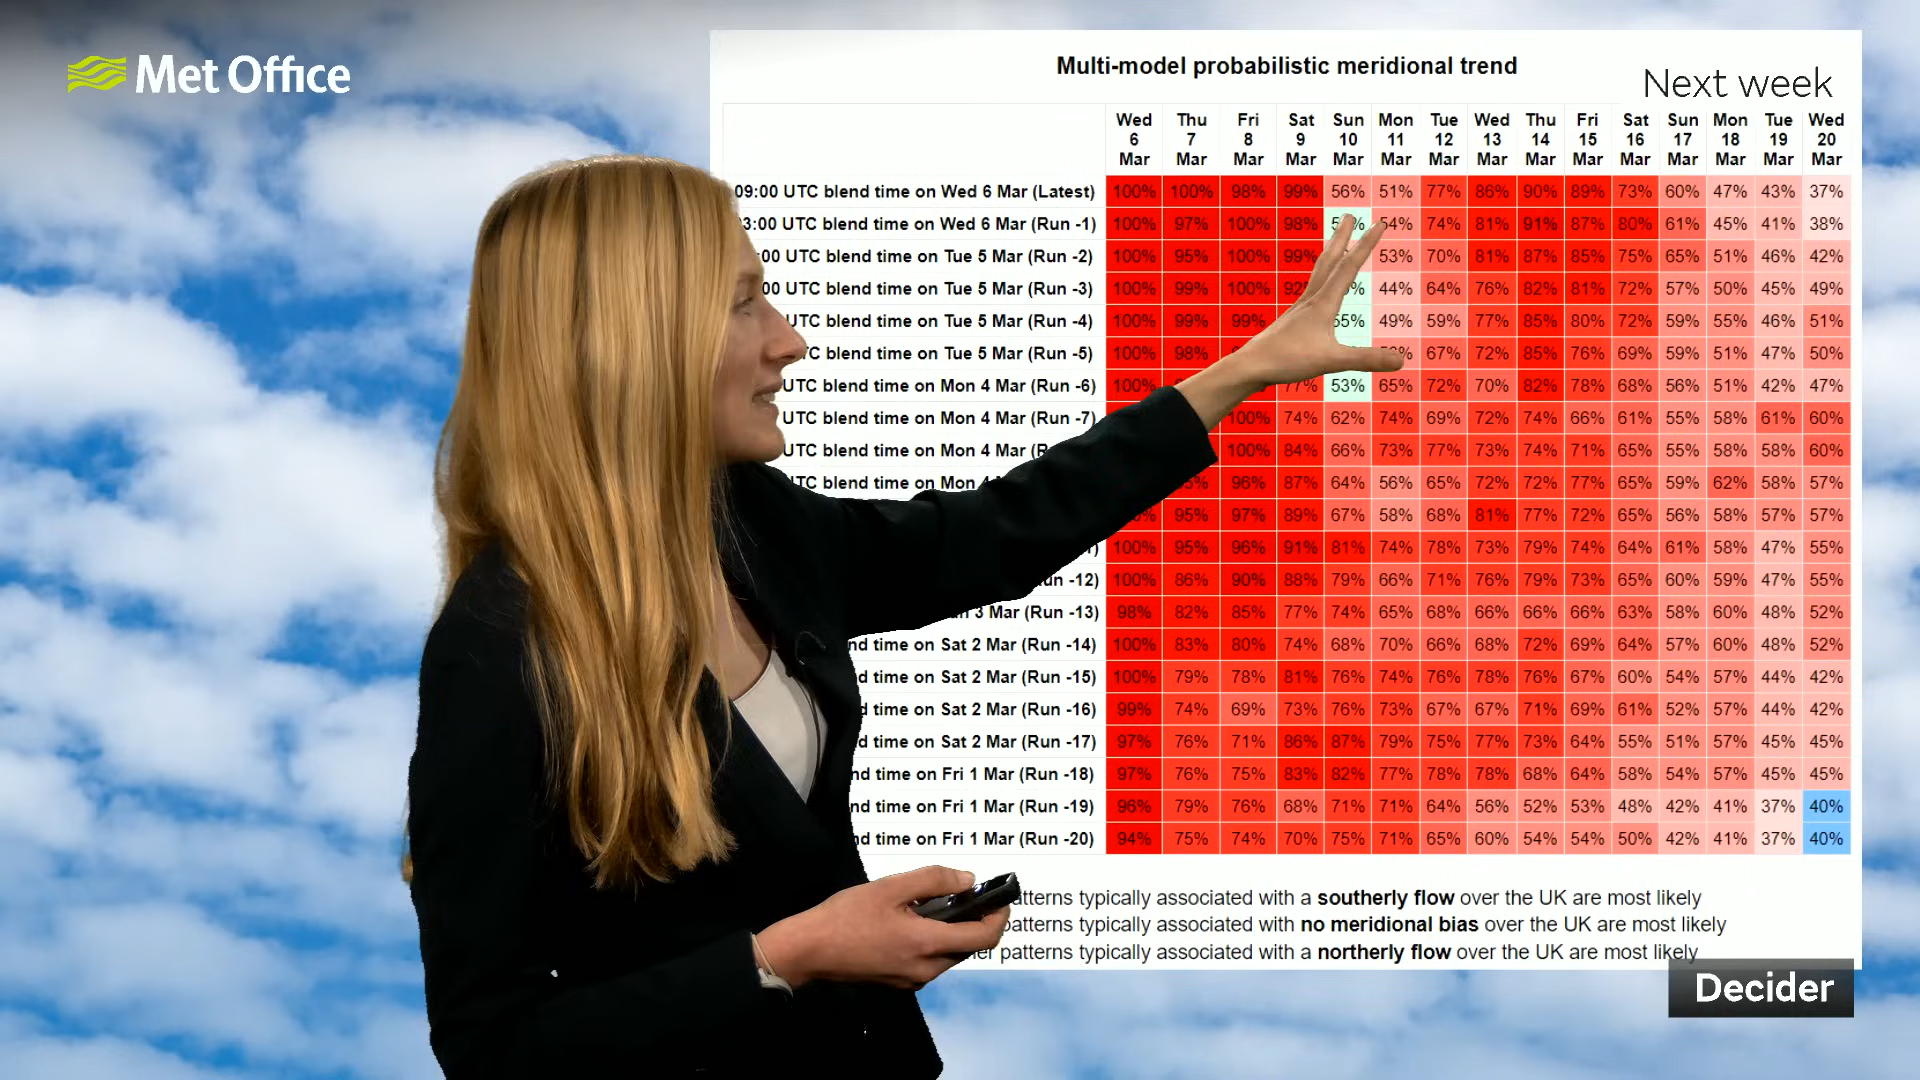 Met Office
Multi-model probabilistic meridional trend
Next week
Wed Thu Fri Sat Sun Mon Tue Wed Thu Fri Sat Sun Mon Tue Wed
6 7 8 9 10 11 12 13 14 15 16 17 18 19 20
Mar Mar Mar Mar Mar Mar Mar Mar Mar Mar Mar Mar Mar Mar Mar
09:00 UTC blend time on Wed 6 Mar (Latest) 100% 100% 98% 99% 56% 51% 77% 86% 90% 89% 73% 60% 47% 43% 37%
3:00 UTC blend time on Wed 6 Mar (Run -1) 100% 97% 100% 98% 54% 74% 81% 91% 87% 80% 61% 45% 41% 38%
00 UTC blend time on Tue 5 Mar (Run -2) 100% 95% 100% 99% 53% 70% 81% 87% 85% 75% 65% 51% 46% 42%
00 UTC blend time on Tue 5 Mar (Run -3) 100% 99% 100% 92 % 44% 64% 76% 82% 81% 72% 57% 50% 45% 49%
UTC blend time on Tue 5 Mar (Run -4) 100% 99% 99% 55% 49% 59% 77% 85% 80% 72% 59% 55% 46% 51%
TC blend time on Tue 5 Mar (Run -5) 100% 98% % 67% 72% 85% 76% 69% 59% 51% 47% 50%
UTC blend time on Mon 4 Mar (Run -6) 100% 77% 53% 65% 72% 70% 82% 78% 68% 56% 51% 42% 47%
UTC blend time on Mon 4 Mar (Run -7) 100% 74% 62% 74% 69% 72% 74% 66% 61% 55% 58% 61% 60%
UTC blend time on Mon 4 Mar (R 100% 84% 66% 73% 77% 73% 74% 71% 65% 55% 58% 58% 60%
TC blend time on Mon 4 5% 96% 87% 64% 56% 65% 72% 72% 77% 65% 59% 62% 58% 57%
% 95% 97% 89% 67% 58% 68% 81% 77% 72% 65% 56% 58% 57% 57%
) 100% 95% 96% 91% 81% 74% 78% 73% 79% 74% 64% 61% 58% 47% 55%
un -12) 100% 86% 90% 88% 79% 66% 71% 76% 79% 73% 65% 60% 59% 47% 55%
n 3 Mar (Run -13) 98% 82% 85% 77% 74% 65% 68% 66% 66% 66% 63% 58% 60% 48% 52%
nd time on Sat 2 Mar (Run -14) 100% 83% 80% 74% 68% 70% 66% 68% 72% 69% 64% 57% 60% 48% 52%
d time on Sat 2 Mar (Run -15) 100% 79% 78% 81% 76% 74% 76% 78% 76% 67% 60% 54% 57% 44% 42%
d time on Sat 2 Mar (Run -16) 99% 74% 69% 73% 76% 73% 67% 67% 71% 69% 61% 52% 57% 44% 42%
d time on Sat 2 Mar (Run -17) 97% 76% 71% 86% 87% 79% 75% 77% 73% 64% 55% 51% 57% 45% 45%
nd time on Fri 1 Mar (Run -18) 97% 76% 75% 83% 82% 77% 78% 78% 68% 64% 58% 54% 57% 45% 45%
nd time on Fri 1 Mar (Run -19) 96% 79% 76% 68% 71% 71% 64% 56% 52% 53% 48% 42% 41% 37% 40%
nd time on Fri 1 Mar (Run -20) 94% 75% 74% 70% 75% 71% 65% 60% 54% 54% 50% 42% 41% 37% 40%
atterns typically associated with a southerly flow over the UK are most likely
patterns typically associated with no meridional bias over the UK are most likely
her patterns typically associated with a northerly flow over the UK are most likely
Decider